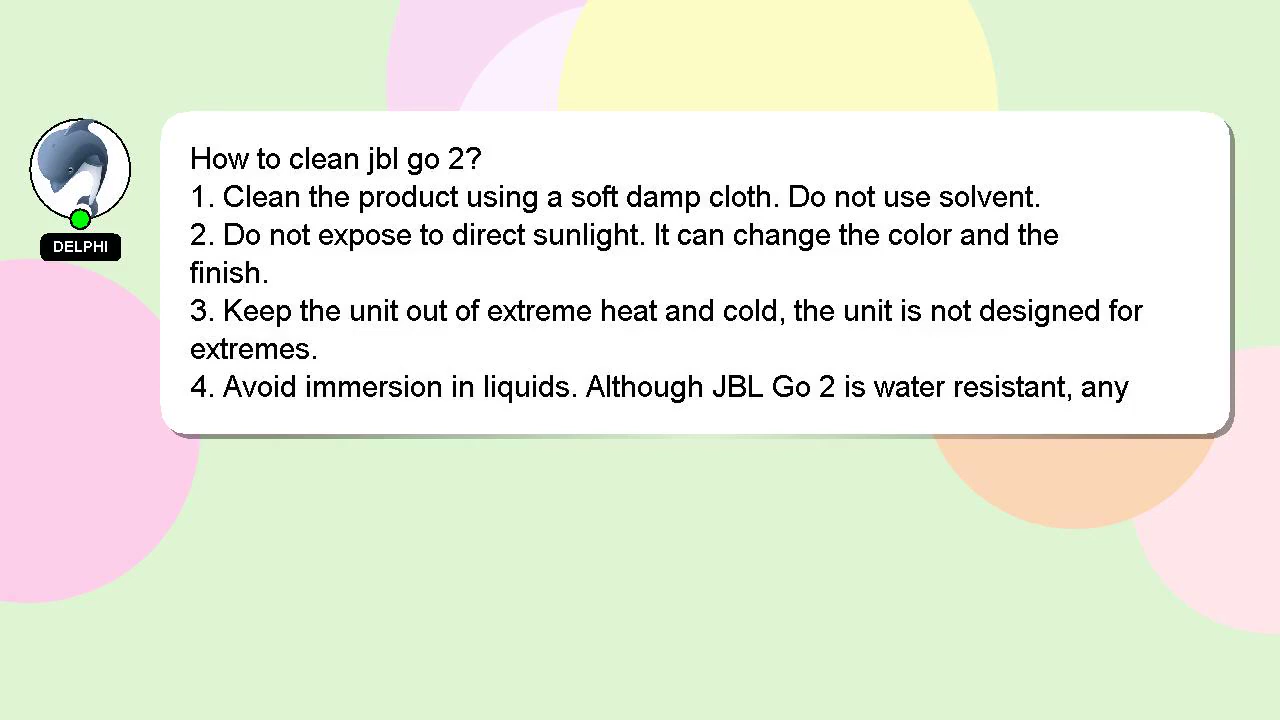 DELPHI
How to clean jbl go 2?
1. Clean the product using a soft damp cloth. Do not use solvent.
2. Do not expose to direct sunlight. It can change the color and the
finish.
3. Keep the unit out of extreme heat and cold, the unit is not designed for
extremes.
4. Avoid immersion in liquids. Although JBL Go 2 is water resistant, any